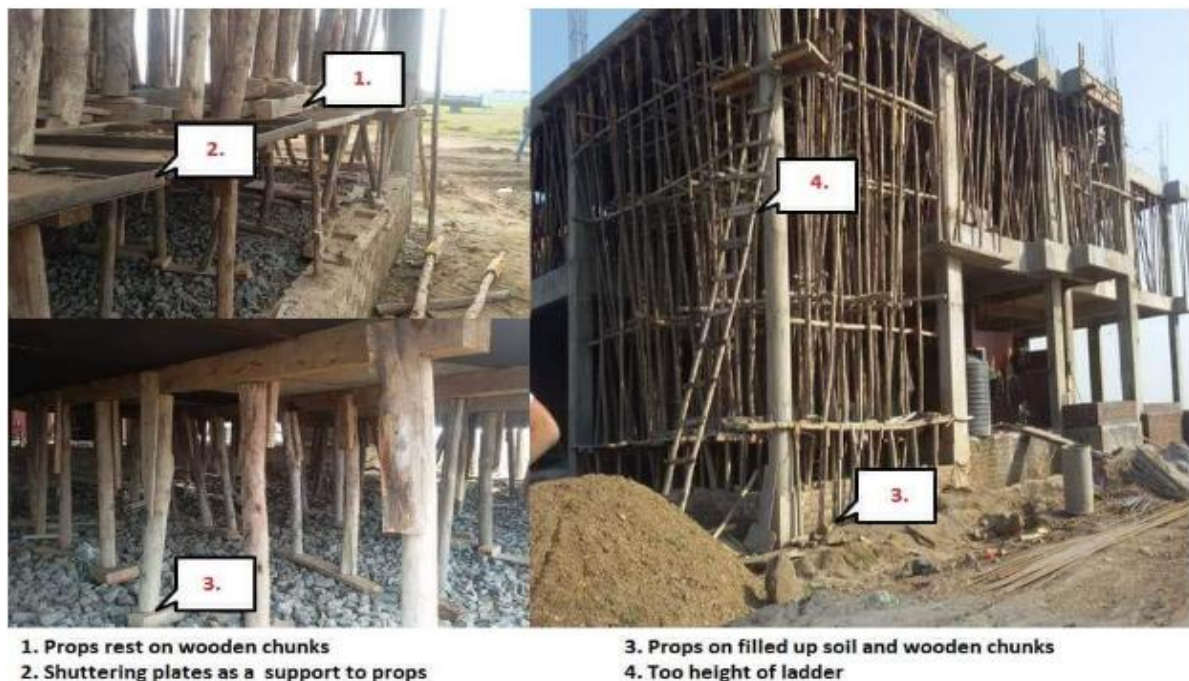 1.
2.
3.
4.
3.
1. Props rest on wooden chunks
2. Shuttering plates as a support to props
3. Props on filled up soil and wooden chunks
4. Too height of ladder